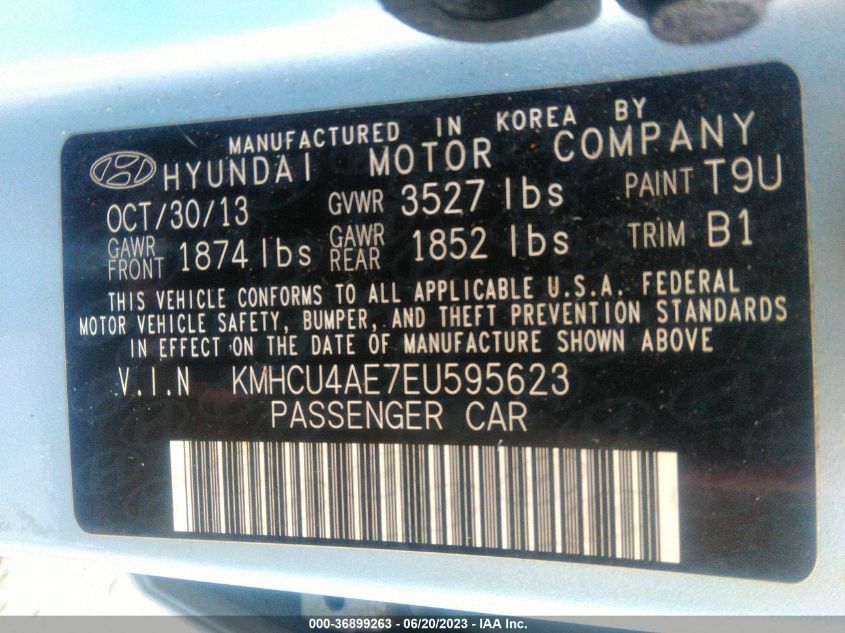 MANUFACTURED IN KOREA BY
HYUNDAI MOTOR COMPANY
OCT/30/13 GVWR 3527 lbs PAINT T9U
GAWR FRONT 1874 lbs GAWR REAR 1852 lbs TRIM B1
THIS VEHICLE CONFORMS TO ALL APPLICABLE U.S.A. FEDERAL
MOTOR VEHICLE SAFETY, BUMPER, AND THEFT PREVENTION STANDARDS
IN EFFECT ON THE DATE OF MANUFACTURE SHOWN ABOVE
V.I.N KMHCU4AE7EU595623
PASSENGER CAR
000-36899263 - 06/20/2023 - IAA Inc.